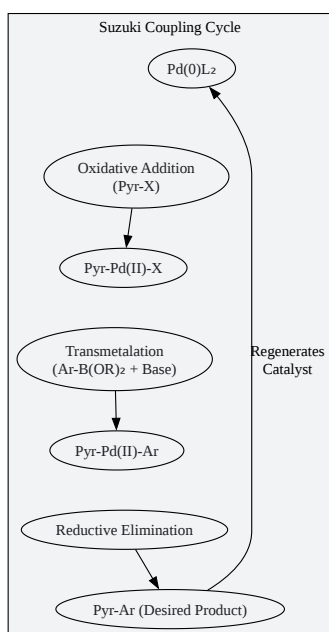 Suzuki Coupling Cycle
Pd(0)L₂
Oxidative Addition
(Pyr-X)
Pyr-Pd(II)-X
Transmetalation
(Ar-B(OR)₂ + Base)
Regenerates
Catalyst
Pyr-Pd(II)-Ar
Reductive Elimination
Pyr-Ar (Desired Product)